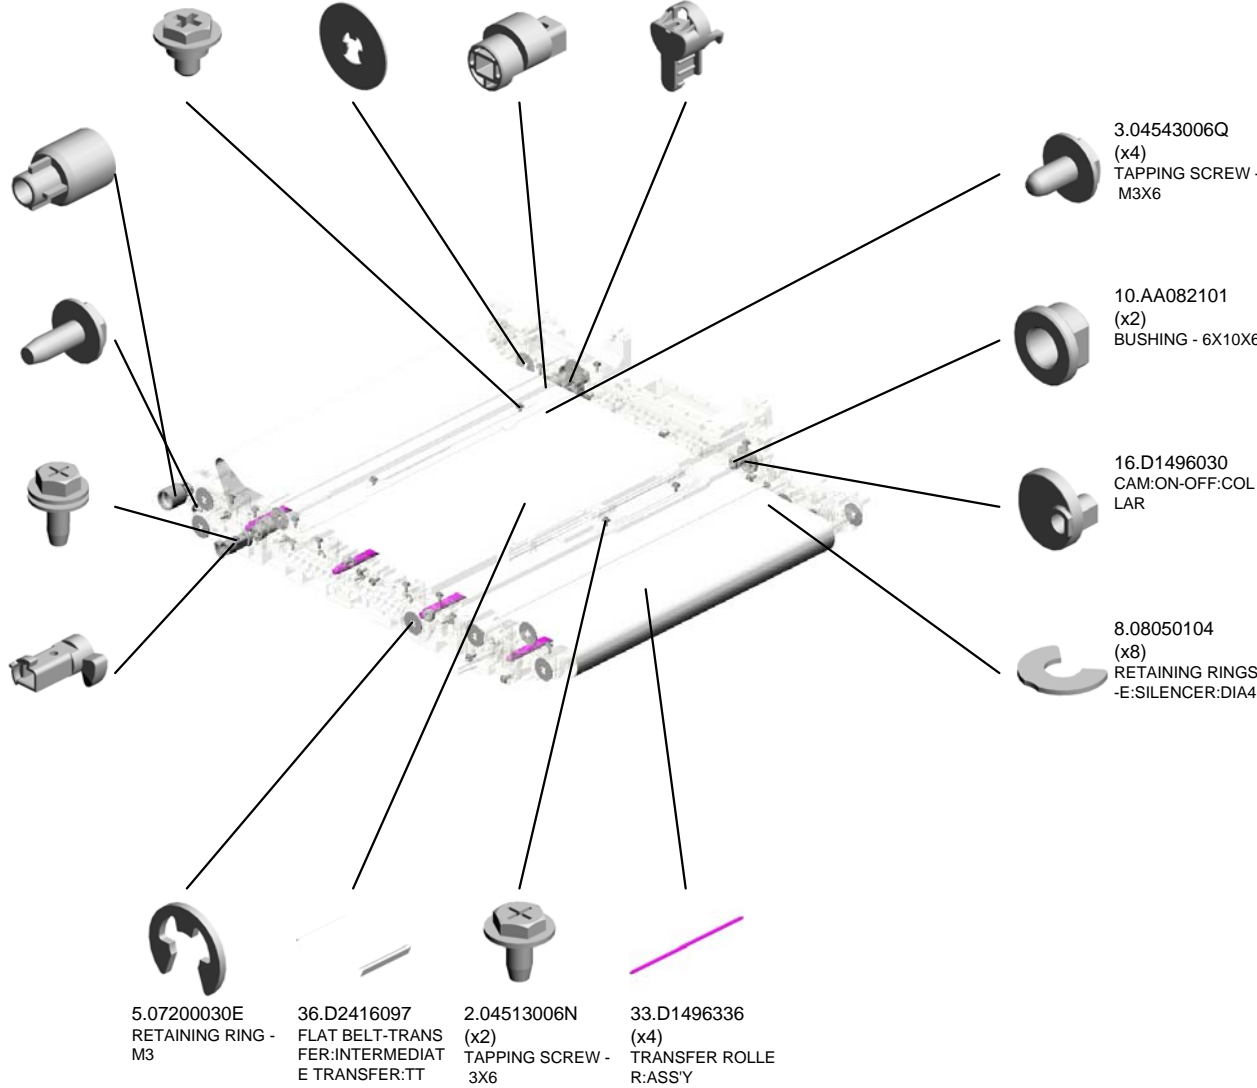 3.04543006Q
(x4)
TAPPING SCREW -
M3X6
10.AA082101
(x2)
BUSHING - 6X10X6
16.D1496030
CAM:ON-OFF:COL
LAR
8.08050104
(x8)
RETAINING RINGS
-E:SILENCER:DIA4
5.07200030E
RETAINING RING -
M3
36.D2416097
FLAT BELT-TRANS
FER:INTERMEDIAT
E TRANSFER:TT
2.04513006N
(x2)
TAPPING SCREW -
3X6
33.D1496336
(x4)
TRANSFER ROLLE
R:ASS'Y